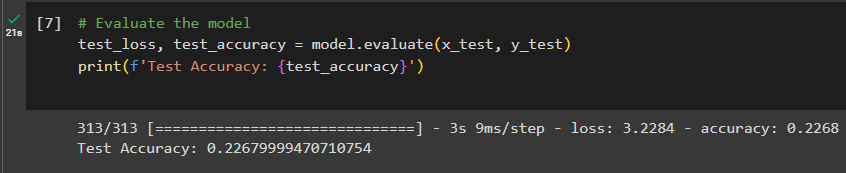 [7] # Evaluate the model
21s
test_loss, test_accuracy = model.evaluate(x_test, y_test)
print(f'Test Accuracy: {test_accuracy}')
313/313 [==============================] - 3s 9ms/step - loss: 3.2284 - accuracy: 0.2268
Test Accuracy: 0.22679999470710754